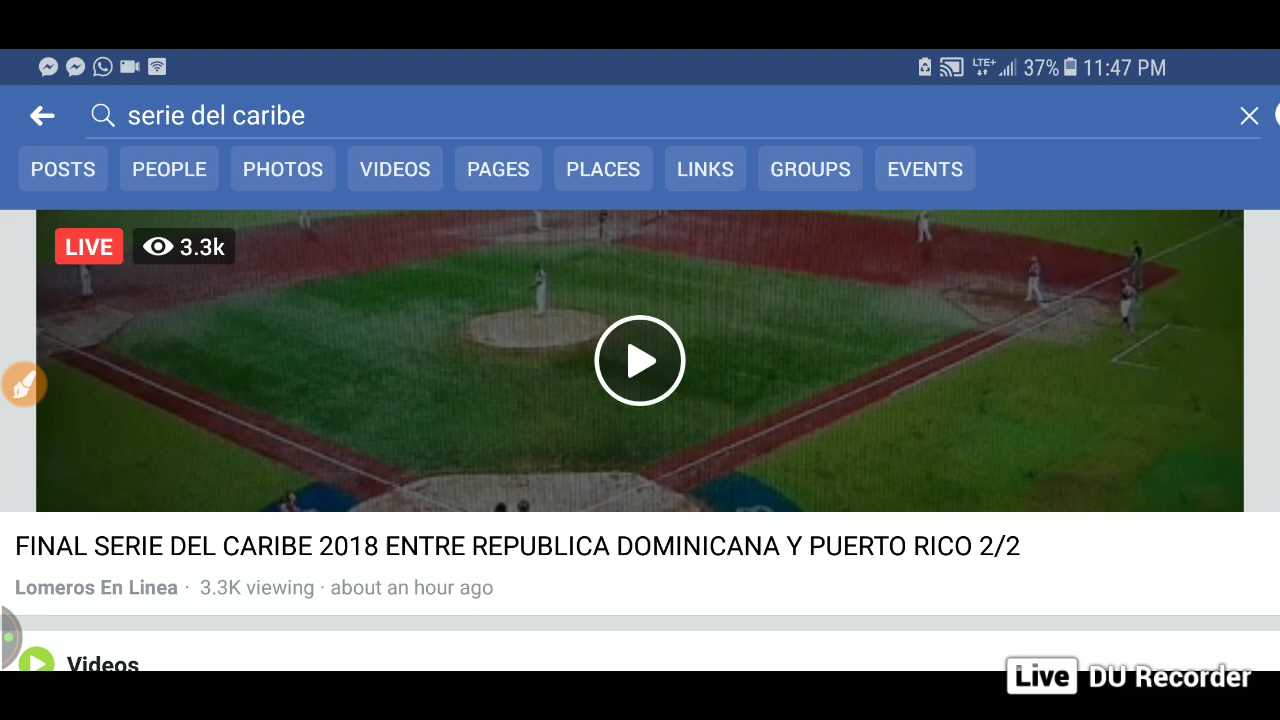 37% 11:47 PM
serie del caribe
POSTS PEOPLE PHOTOS VIDEOS PAGES PLACES LINKS GROUPS EVENTS
LIVE 3.3k
FINAL SERIE DEL CARIBE 2018 ENTRE REPUBLICA DOMINICANA Y PUERTO RICO 2/2
Lomeros En Linea · 3.3K viewing · about an hour ago
Videos
Live DU Recorder